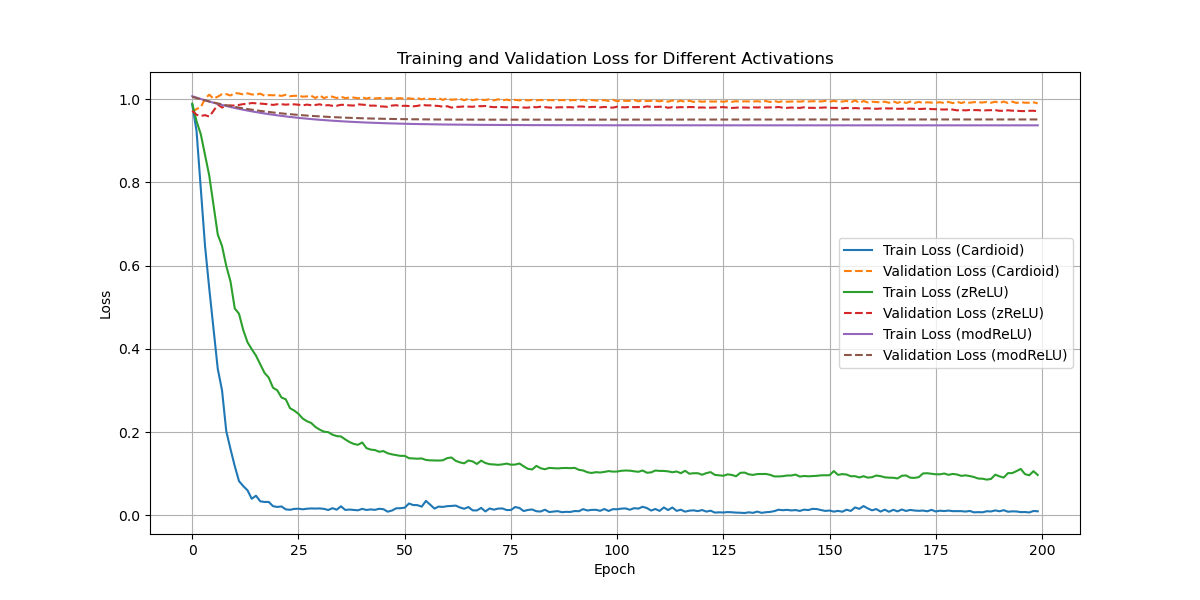 Training and Validation Loss for Different Activations
1.0
0.8
0.6
0.4
0.2
0.0
Loss
Train Loss (Cardioid)
Validation Loss (Cardioid)
Train Loss (zReLU)
Validation Loss (zReLU)
Train Loss (modReLU)
Validation Loss (modReLU)
0 25 50 75 100 125 150 175 200
Epoch